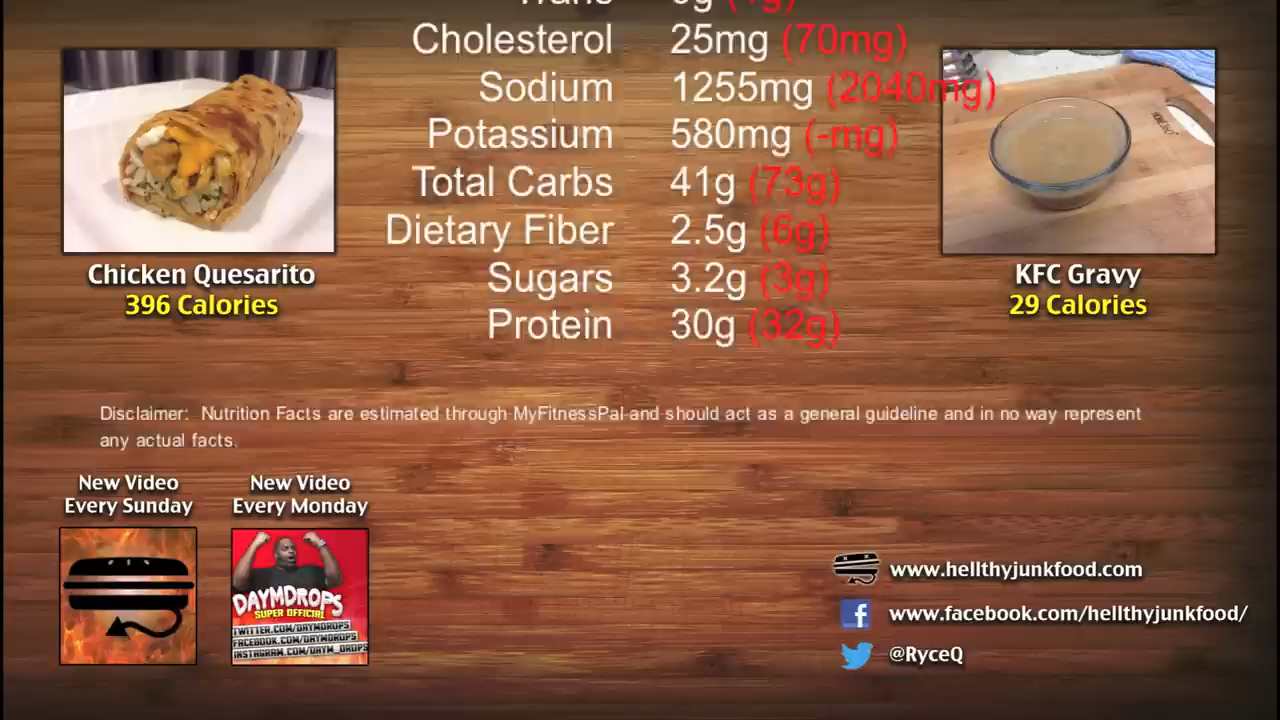 Trans 0g (1g)
Cholesterol 25mg (70mg)
Sodium 1255mg (2040mg)
Potassium 580mg (-mg)
Total Carbs 41g (73g)
Dietary Fiber 2.5g (6g)
Sugars 3.2g (3g)
Protein 30g (32g)
Chicken Quesarito
396 Calories
KFC Gravy
29 Calories
Disclaimer: Nutrition Facts are estimated through MyFitnessPal and should act as a general guideline and in no way represent
any actual facts.
New Video
Every Sunday
New Video
Every Monday
DAYMDROPS
SUPER OFFICIAL
TWITTER.COM/DAYMDROPS
FACEBOOK.COM/DAYMDROPS
INSTAGRAM.COM/DAYM_DROPS
www.hellthyjunkfood.com
www.facebook.com/hellthyjunkfood/
@RyceQ